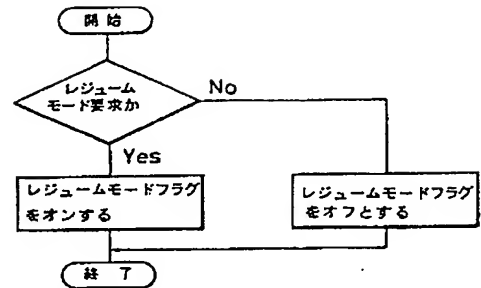 開始
レジューム
モード要求か
No
Yes
レジュームモードフラグ
をオンする
レジュームモードフラグ
をオフとする
終了